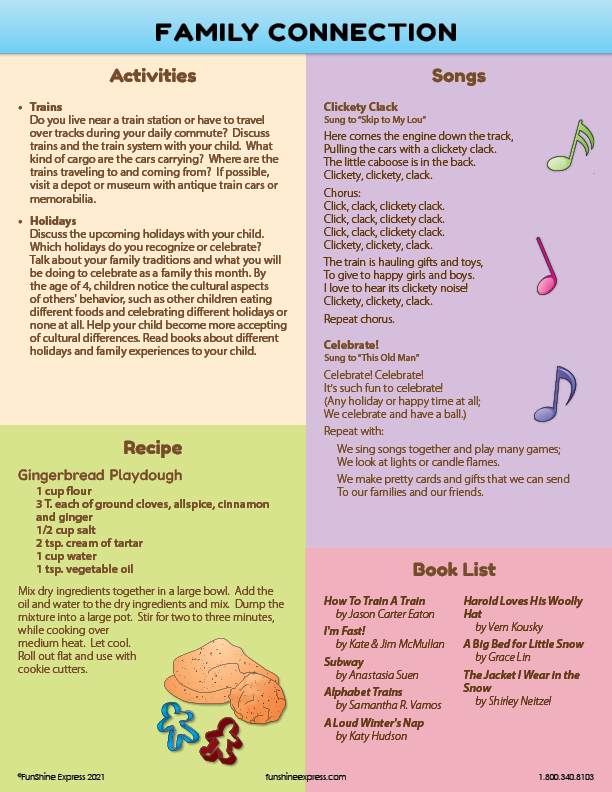 FAMILY CONNECTION
Activities
• Trains
Do you live near a train station or have to travel
over tracks during your daily commute?  Discuss
trains and the train system with your child.  What
kind of cargo are the cars carrying?  Where are the
trains traveling to and coming from?  If possible,
visit a depot or museum with antique train cars or
memorabilia.
• Holidays
Discuss the upcoming holidays with your child.
Which holidays do you recognize or celebrate?
Talk about your family traditions and what you will
be doing to celebrate as a family this month. By
the age of 4, children notice the cultural aspects
of others' behavior, such as other children eating
different foods and celebrating different holidays or
none at all. Help your child become more accepting
of cultural differences. Read books about different
holidays and family experiences to your child.
Recipe
Gingerbread Playdough
1 cup flour
3 T. each of ground cloves, allspice, cinnamon
and ginger
1/2 cup salt
2 tsp. cream of tartar
1 cup water
1 tsp. vegetable oil
Mix dry ingredients together in a large bowl.  Add the
oil and water to the dry ingredients and mix.  Dump the
mixture into a large pot.  Stir for two to three minutes,
while cooking over
medium heat.  Let cool.
Roll out flat and use with
cookie cutters.
Songs
Clickety Clack
Sung to "Skip to My Lou"
Here comes the engine down the track,
Pulling the cars with a clickety clack.
The little caboose is in the back.
Clickety, clickety, clack.
Chorus:
Click, clack, clickety clack.
Click, clack, clickety clack.
Click, clack, clickety clack.
Clickety, clickety, clack.
The train is hauling gifts and toys,
To give to happy girls and boys.
I love to hear its clickety noise!
Clickety, clickety, clack.
Repeat chorus.
Celebrate!
Sung to "This Old Man"
Celebrate! Celebrate!
It's such fun to celebrate!
(Any holiday or happy time at all;
We celebrate and have a ball.)
Repeat with:
We sing songs together and play many games;
We look at lights or candle flames.
We make pretty cards and gifts that we can send
To our families and our friends.
Book List
How To Train A Train
by Jason Carter Eaton
I'm Fast!
by Kate & Jim McMullan
Subway
by Anastasia Suen
Alphabet Trains
by Samantha R. Vamos
A Loud Winter's Nap
by Katy Hudson
Harold Loves His Woolly
Hat
by Vern Kousky
A Big Bed for Little Snow
by Grace Lin
The Jacket I Wear in the
Snow
by Shirley Neitzel
©FunShine Express 2021
funshineexpress.com
1.800.340.8103